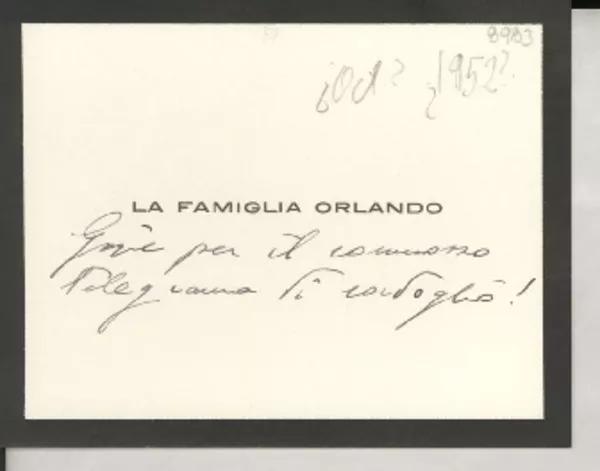 8983
¿Oct? ¿1952?
LA FAMIGLIA ORLANDO
Grazie per il commosso
telegramma di cordoglio!